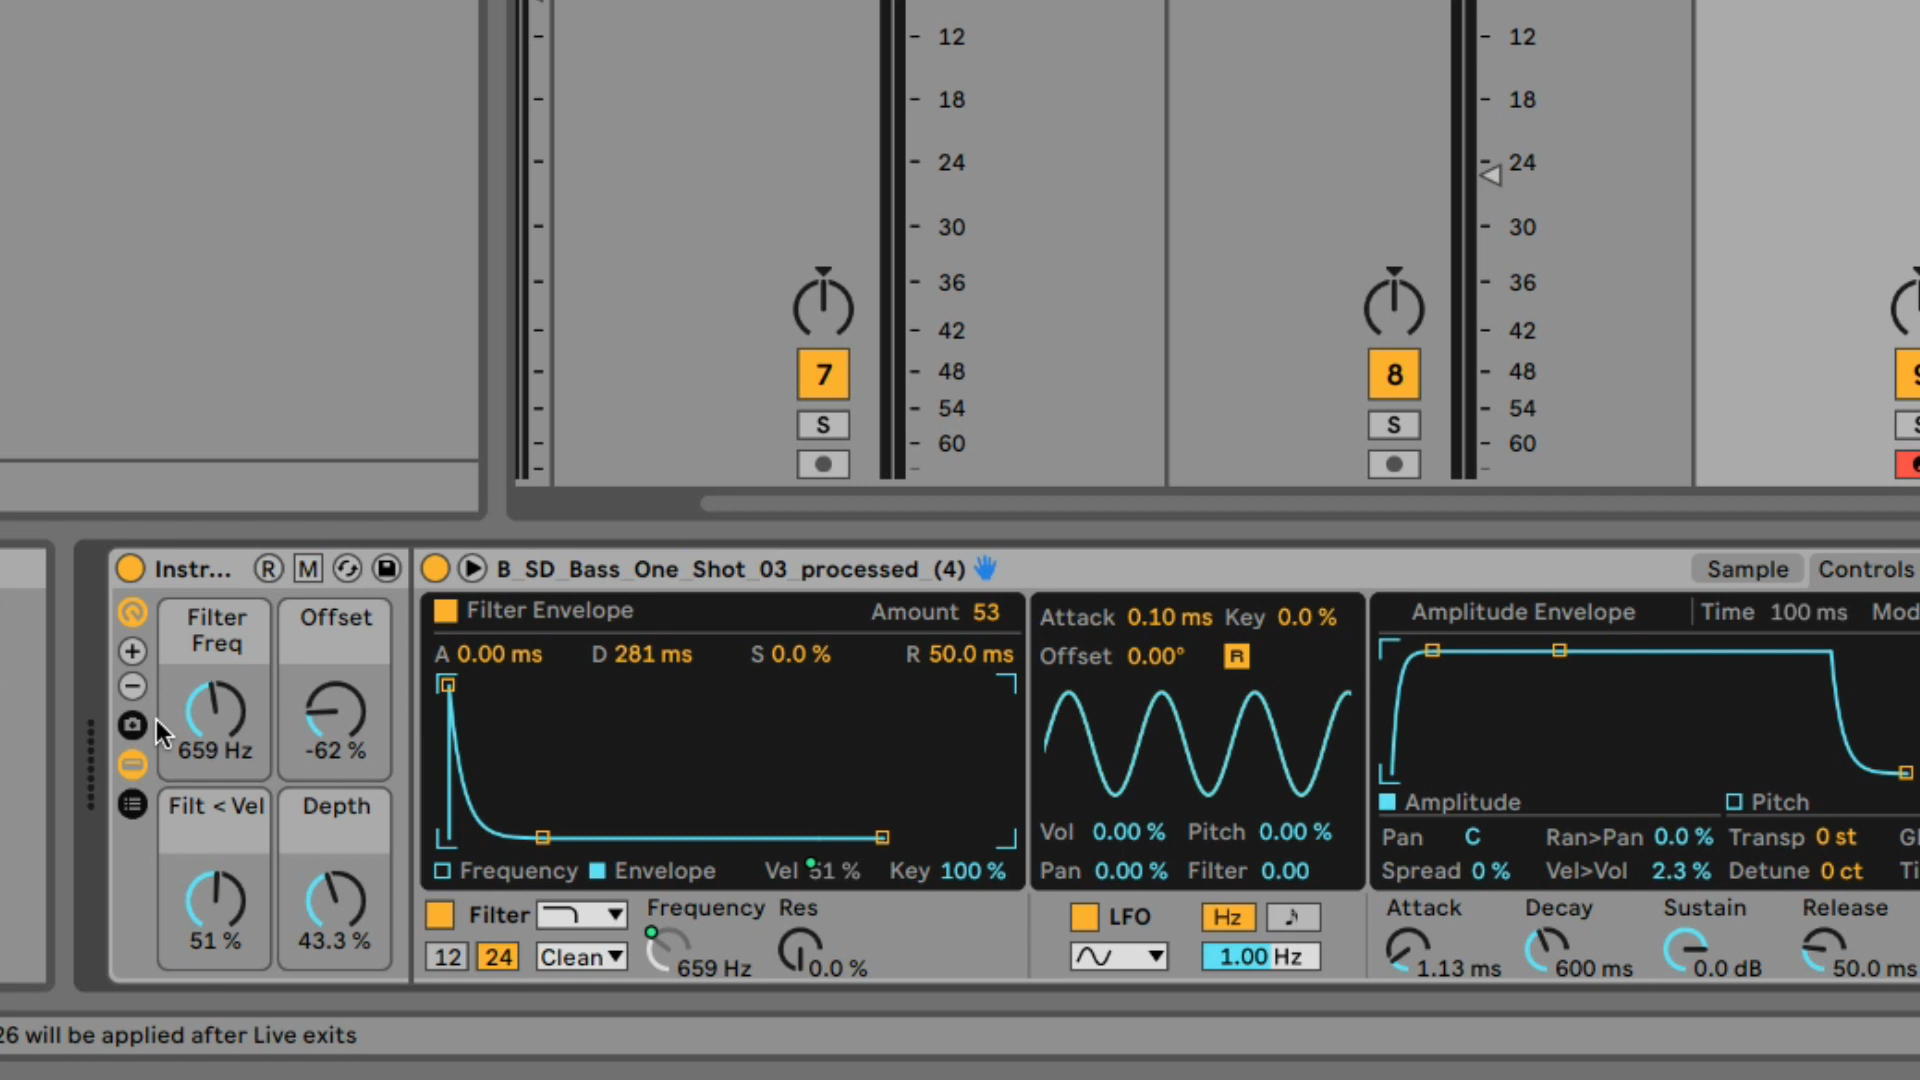 12 12
18 18
24 24
30 30
36 36
42 42
7 48 8 48
S 54 S 54
60 60
Instr... R M B_SD_Bass_One_Shot_03_processed_(4) Sample Controls
Filter Freq Offset
659 Hz -62 %
Filt < Vel Depth
51 % 43.3 %
Filter Envelope Amount 53
A 0.00 ms D 281 ms S 0.0 % R 50.0 ms
Frequency Envelope Vel 51 % Key 100 %
Filter Frequency Res
12 24 Clean 659 Hz 0.0 %
Attack 0.10 ms Key 0.0 %
Offset 0.00° R
Vol 0.00 % Pitch 0.00 %
Pan 0.00 % Filter 0.00
LFO Hz
1.00 Hz
Amplitude Envelope Time 100 ms Mod
Amplitude Pitch
Pan C Ran>Pan 0.0 % Transp 0 st Gl
Spread 0 % Vel>Vol 2.3 % Detune 0 ct Ti
Attack Decay Sustain Release
1.13 ms 600 ms 0.0 dB 50.0 ms
26 will be applied after Live exits